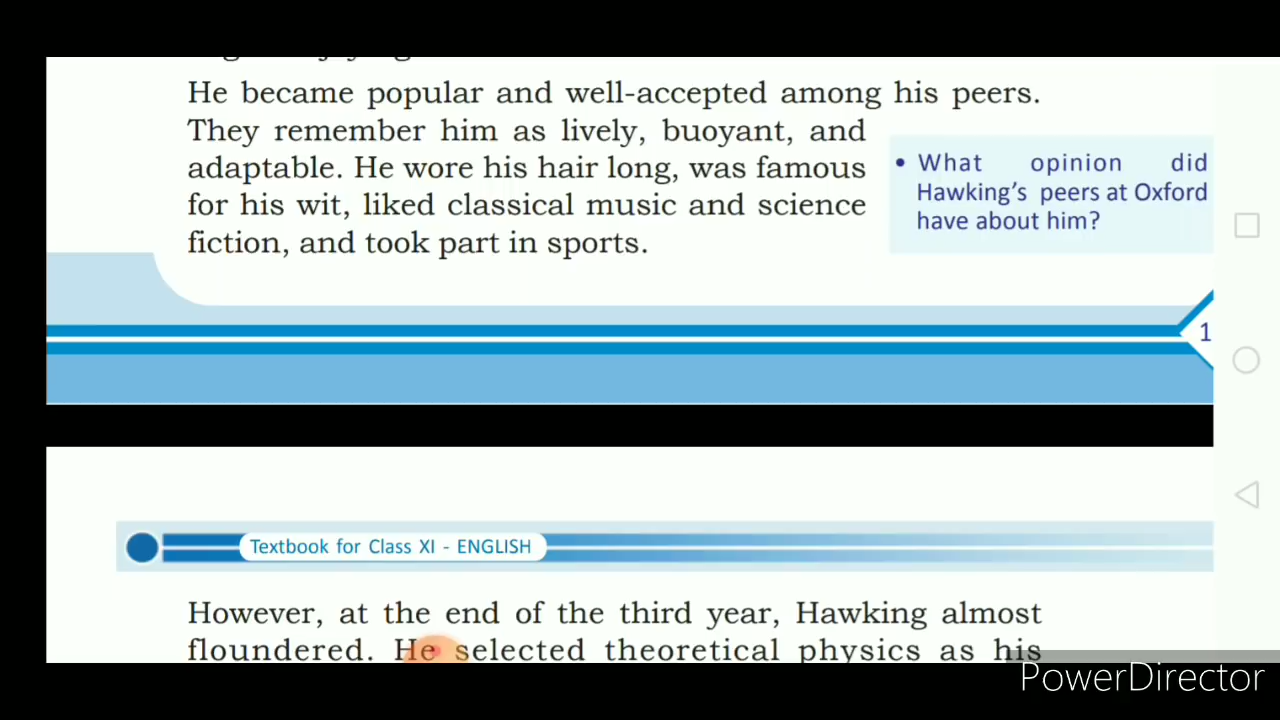 He became popular and well-accepted among his peers.
They remember him as lively, buoyant, and
adaptable. He wore his hair long, was famous
for his wit, liked classical music and science
fiction, and took part in sports.
• What opinion did
Hawking's peers at Oxford
have about him?
1
Textbook for Class XI - ENGLISH
However, at the end of the third year, Hawking almost
floundered. He selected theoretical physics as his
PowerDirector